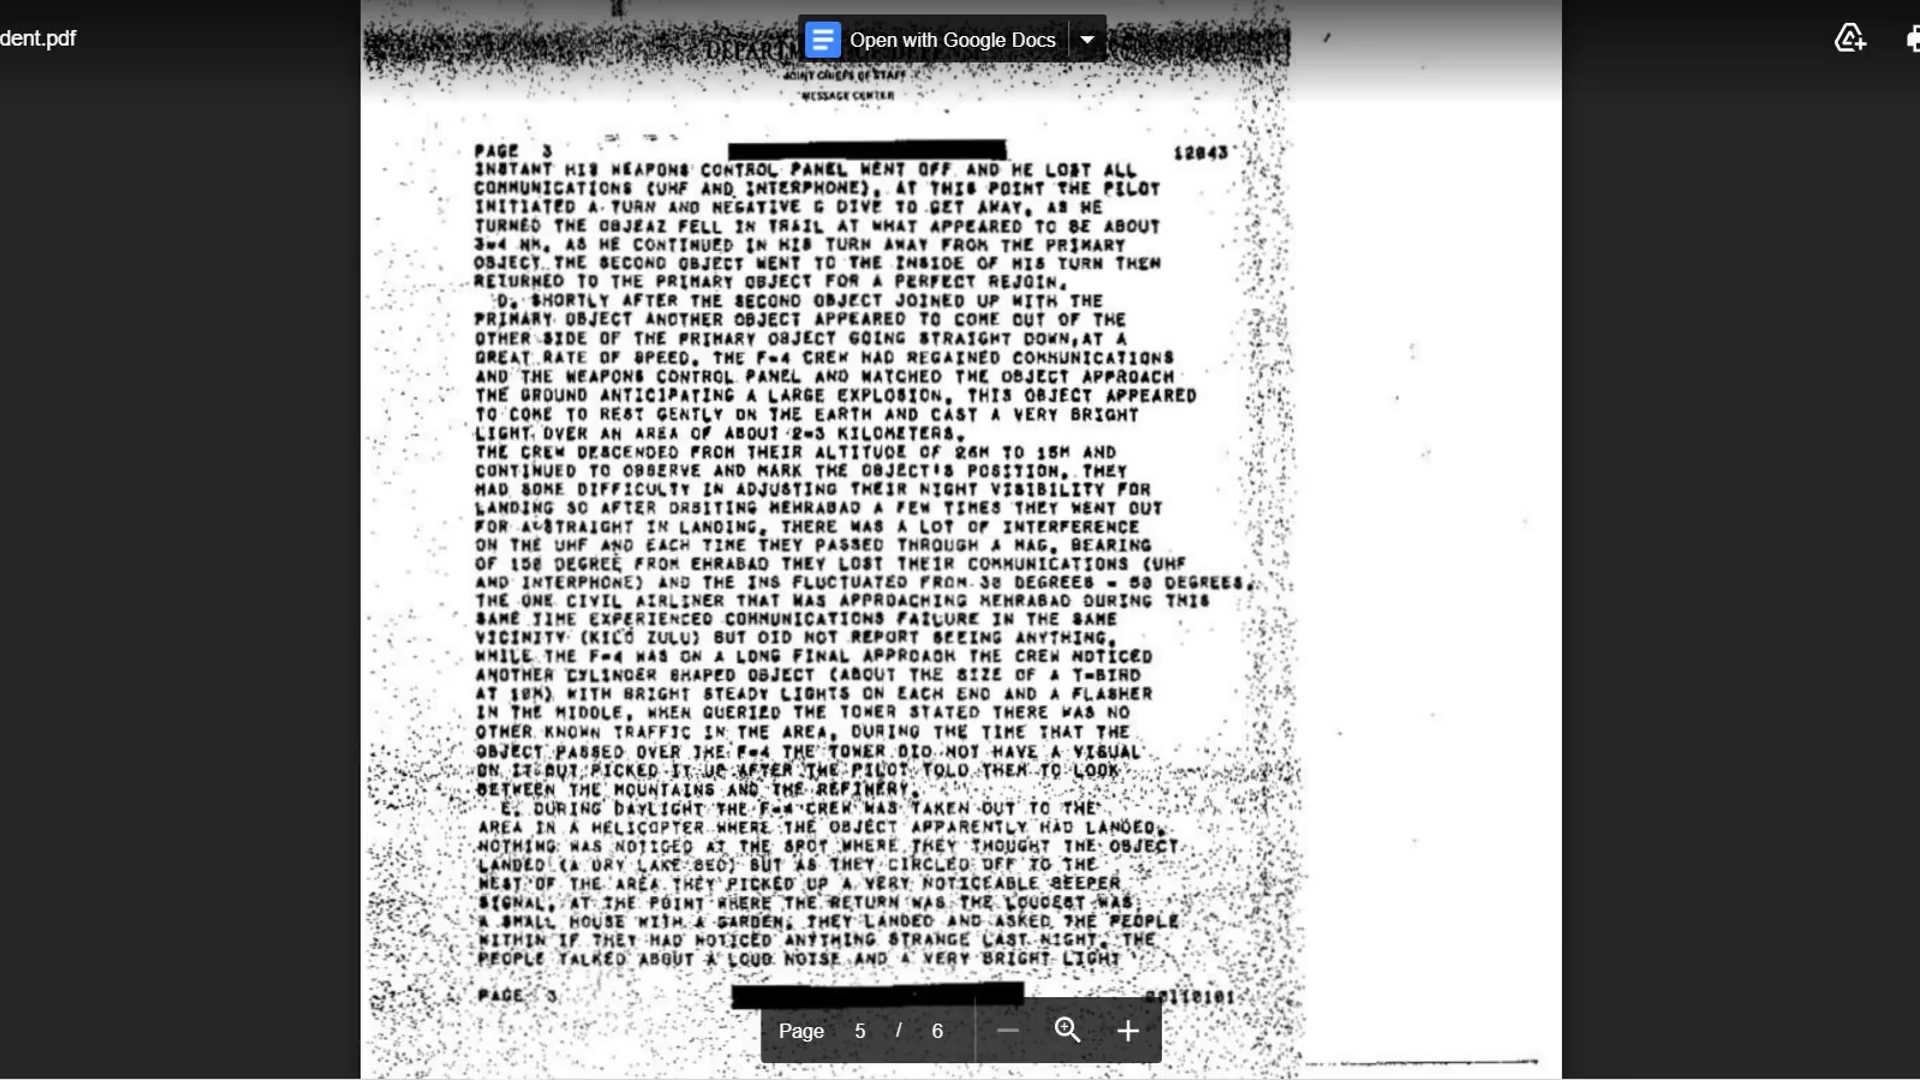 dent.pdf
Open with Google Docs
JOINT CHIEFS OF STAFF
MESSAGE CENTER
PAGE 3 12843
INSTANT HIS WEAPONS CONTROL PANEL WENT OFF AND HE LOST ALL
COMMUNICATIONS (UHF AND INTERPHONE). AT THIS POINT THE PILOT
INITIATED A TURN AND NEGATIVE G DIVE TO GET AWAY. AS HE
TURNED THE OBJEAZ FELL IN TRAIL AT WHAT APPEARED TO BE ABOUT
3-4 NM. AS HE CONTINUED IN HIS TURN AWAY FROM THE PRIMARY
OBJECT THE SECOND OBJECT WENT TO THE INSIDE OF HIS TURN THEN
RETURNED TO THE PRIMARY OBJECT FOR A PERFECT REJOIN.
D. SHORTLY AFTER THE SECOND OBJECT JOINED UP WITH THE
PRIMARY OBJECT ANOTHER OBJECT APPEARED TO COME OUT OF THE
OTHER SIDE OF THE PRIMARY OBJECT GOING STRAIGHT DOWN, AT A
GREAT RATE OF SPEED. THE F-4 CREW HAD REGAINED COMMUNICATIONS
AND THE WEAPONS CONTROL PANEL AND WATCHED THE OBJECT APPROACH
THE GROUND ANTICIPATING A LARGE EXPLOSION. THIS OBJECT APPEARED
TO COME TO REST GENTLY ON THE EARTH AND CAST A VERY BRIGHT
LIGHT OVER AN AREA OF ABOUT 2-3 KILOMETERS.
THE CREW DESCENDED FROM THEIR ALTITUDE OF 26M TO 15M AND
CONTINUED TO OBSERVE AND MARK THE OBJECT'S POSITION. THEY
HAD SOME DIFFICULTY IN ADJUSTING THEIR NIGHT VISIBILITY FOR
LANDING SO AFTER ORBITING MEHRABAD A FEW TIMES THEY WENT OUT
FOR A STRAIGHT IN LANDING. THERE WAS A LOT OF INTERFERENCE
ON THE UHF AND EACH TIME THEY PASSED THROUGH A MAG. BEARING
OF 150 DEGREE FROM EHRABAD THEY LOST THEIR COMMUNICATIONS (UHF
AND INTERPHONE) AND THE INS FLUCTUATED FROM 30 DEGREES - 50 DEGREES.
THE ONE CIVIL AIRLINER THAT WAS APPROACHING MEHRABAD DURING THIS
SAME TIME EXPERIENCED COMMUNICATIONS FAILURE IN THE SAME
VICINITY (KILO ZULU) BUT DID NOT REPORT SEEING ANYTHING.
WHILE THE F-4 WAS ON A LONG FINAL APPROACH THE CREW NOTICED
ANOTHER CYLINDER SHAPED OBJECT (ABOUT THE SIZE OF A T-BIRD
AT 10M) WITH BRIGHT STEADY LIGHTS ON EACH END AND A FLASHER
IN THE MIDDLE. WHEN QUERIED THE TOWER STATED THERE WAS NO
OTHER KNOWN TRAFFIC IN THE AREA. DURING THE TIME THAT THE
OBJECT PASSED OVER THE F-4 THE TOWER DID NOT HAVE A VISUAL
ON IT BUT PICKED IT UP AFTER THE PILOT TOLD THEM TO LOOK
BETWEEN THE MOUNTAINS AND THE REFINERY.
E. DURING DAYLIGHT THE F-4 CREW WAS TAKEN OUT TO THE
AREA IN A HELICOPTER WHERE THE OBJECT APPARENTLY HAD LANDED.
NOTHING WAS NOTICED AT THE SPOT WHERE THEY THOUGHT THE OBJECT
LANDED (A DRY LAKE BED) BUT AS THEY CIRCLED OFF TO THE
WEST OF THE AREA THEY PICKED UP A VERY NOTICEABLE BEEPER
SIGNAL. AT THE POINT WHERE THE RETURN WAS THE LOUDEST WAS
A SMALL HOUSE WITH A GARDEN. THEY LANDED AND ASKED THE PEOPLE
WITHIN IF THEY HAD NOTICED ANYTHING STRANGE LAST NIGHT. THE
PEOPLE TALKED ABOUT A LOUD NOISE AND A VERY BRIGHT LIGHT
PAGE 3
Page 5 / 6